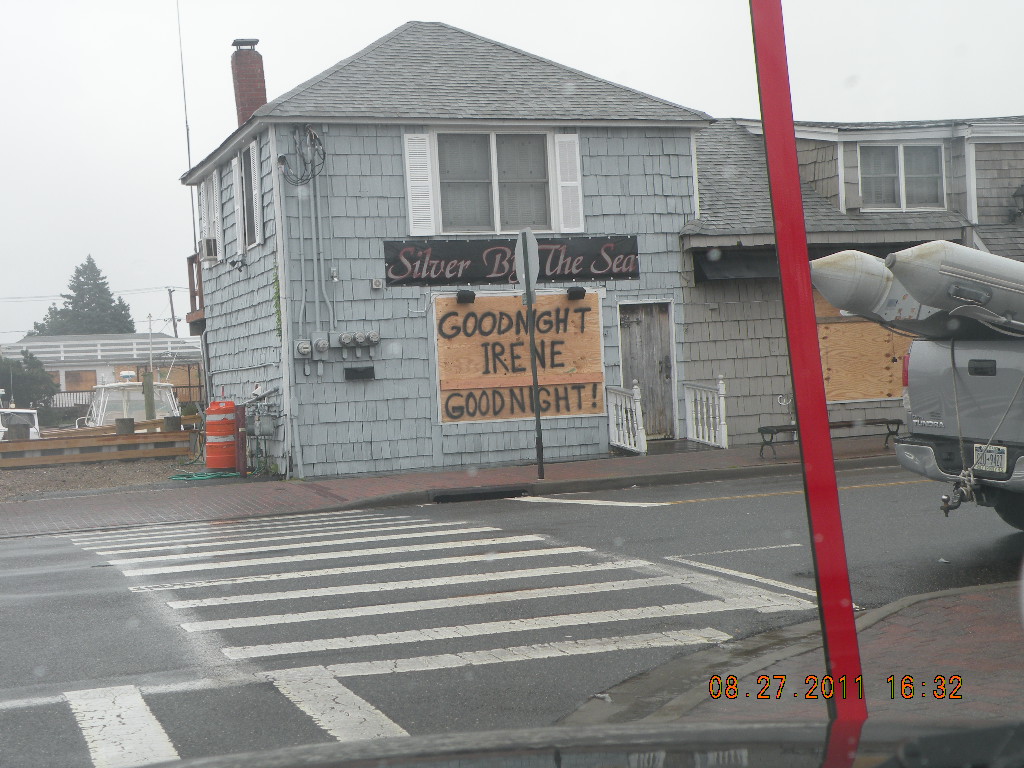 Silver By The Sea
GOODNIGHT
IRENE
GOODNIGHT!
08.27.2011 16:32